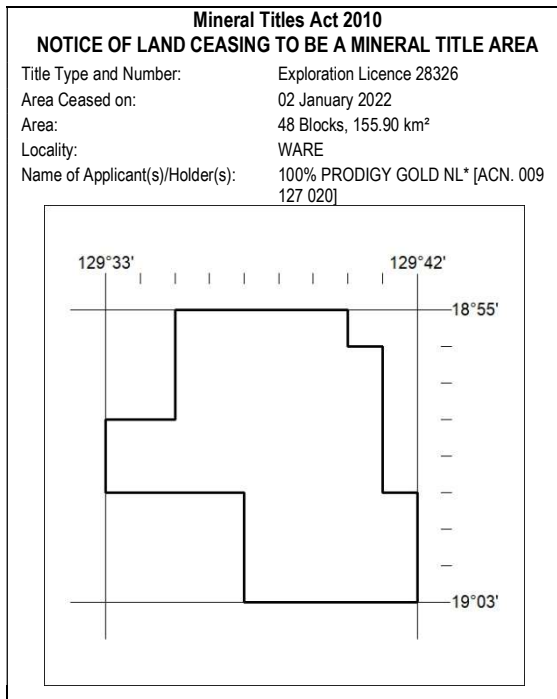 Mineral Titles Act 2010
NOTICE OF LAND CEASING TO BE A MINERAL TITLE AREA
Title Type and Number: Exploration Licence 28326
Area Ceased on: 02 January 2022
Area: 48 Blocks, 155.90 km²
Locality: WARE
Name of Applicant(s)/Holder(s): 100% PRODIGY GOLD NL* [ACN. 009
127 020]
129°33' 129°42'
18°55'
19°03'